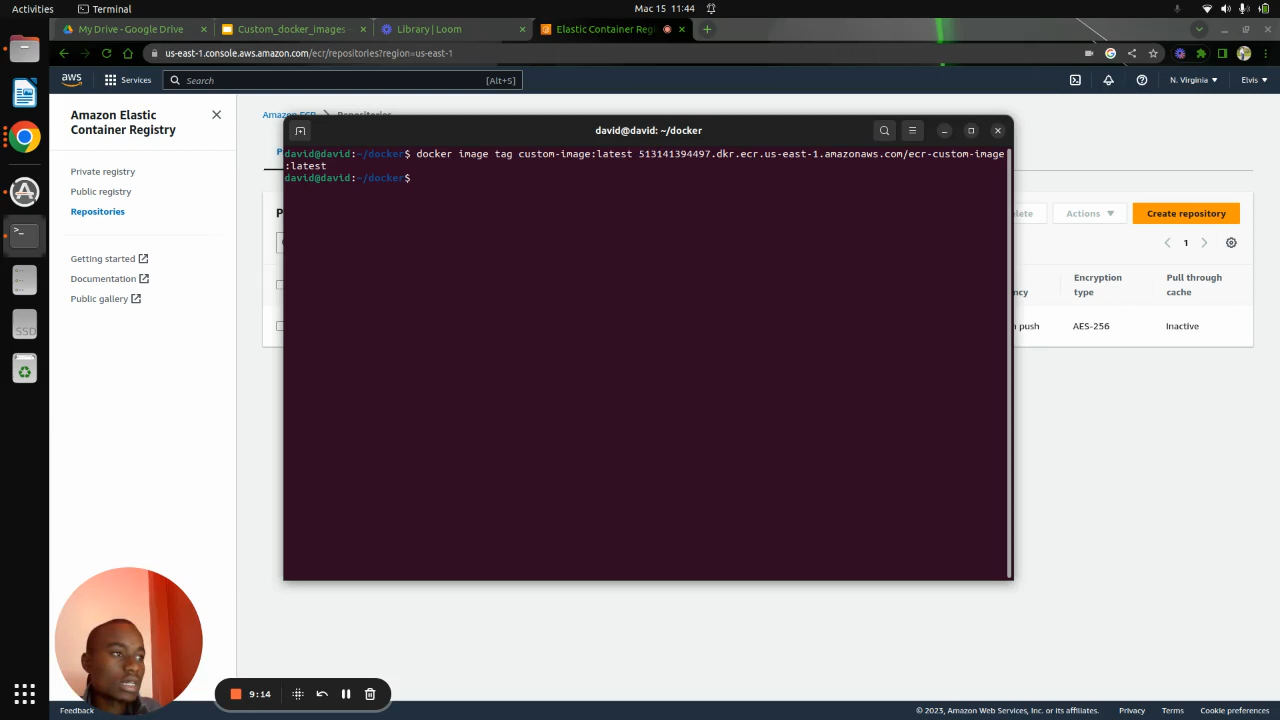 Activities
Terminal
Mac 15 11:44
My Drive - Google Drive
Custom_docker_images -
Library | Loom
Elastic Container Regi
us-east-1.console.aws.amazon.com/ecr/repositories?region=us-east-1
aws
Services
Search
[Alt+S]
N. Virginia
Elvis
Amazon Elastic
Container Registry
Private registry
Public registry
Repositories
Getting started
Documentation
Public gallery
david@david: ~/docker
david@david:~/docker$ docker image tag custom-image:latest 513141394497.dkr.ecr.us-east-1.amazonaws.com/ecr-custom-image
:latest
david@david:~/docker$
Actions
Create repository
1
Encryption
type
Pull through
cache
push
AES-256
Inactive
SSD
9:14
Feedback
© 2023, Amazon Web Services, Inc. or its affiliates.
Privacy
Terms
Cookie preferences